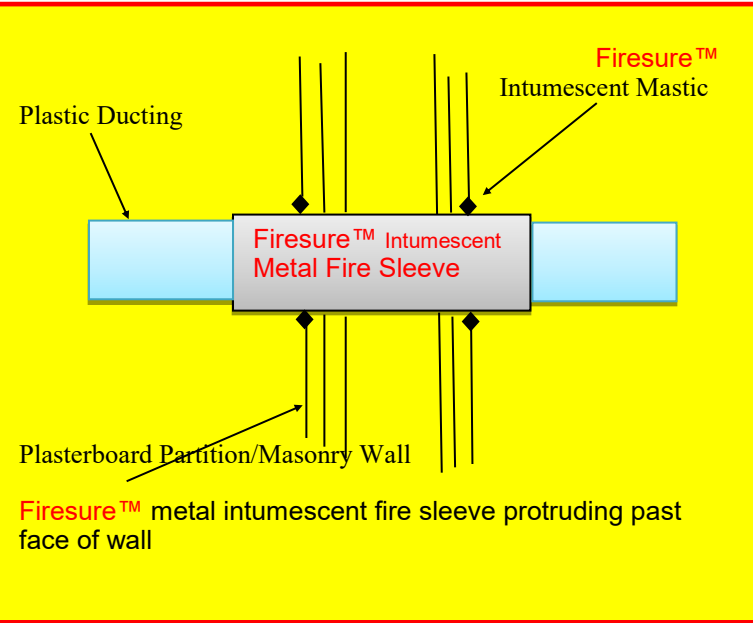 Firesure™
Intumescent Mastic
Plastic Ducting
Firesure™ Intumescent
Metal Fire Sleeve
Plasterboard Partition/Masonry Wall
Firesure™ metal intumescent fire sleeve protruding past
face of wall